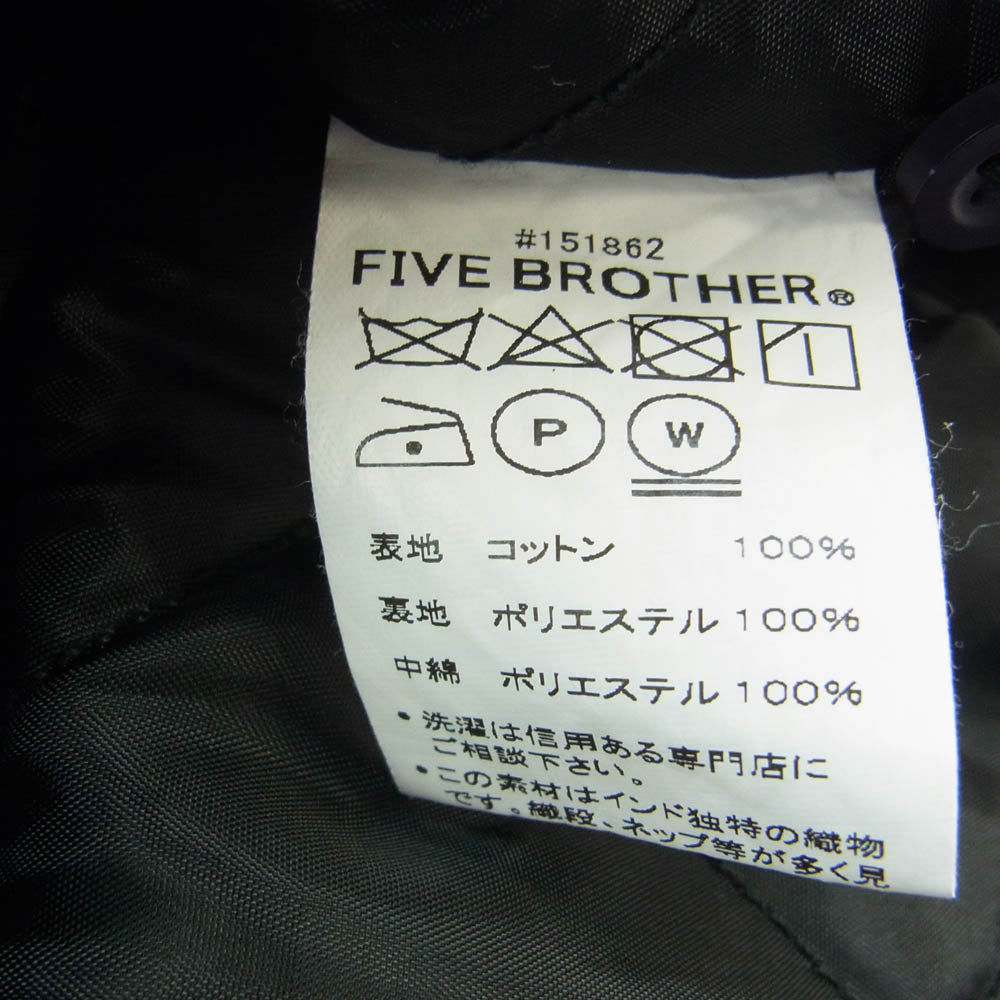 #151862
FIVE BROTHER®
P W
表地 コットン 100%
裏地 ポリエステル 100%
中綿 ポリエステル 100%
・洗濯は信用ある専門店に
ご相談下さい。
・この素材はインド独特の織物
です。織段、ネップ等が多く見